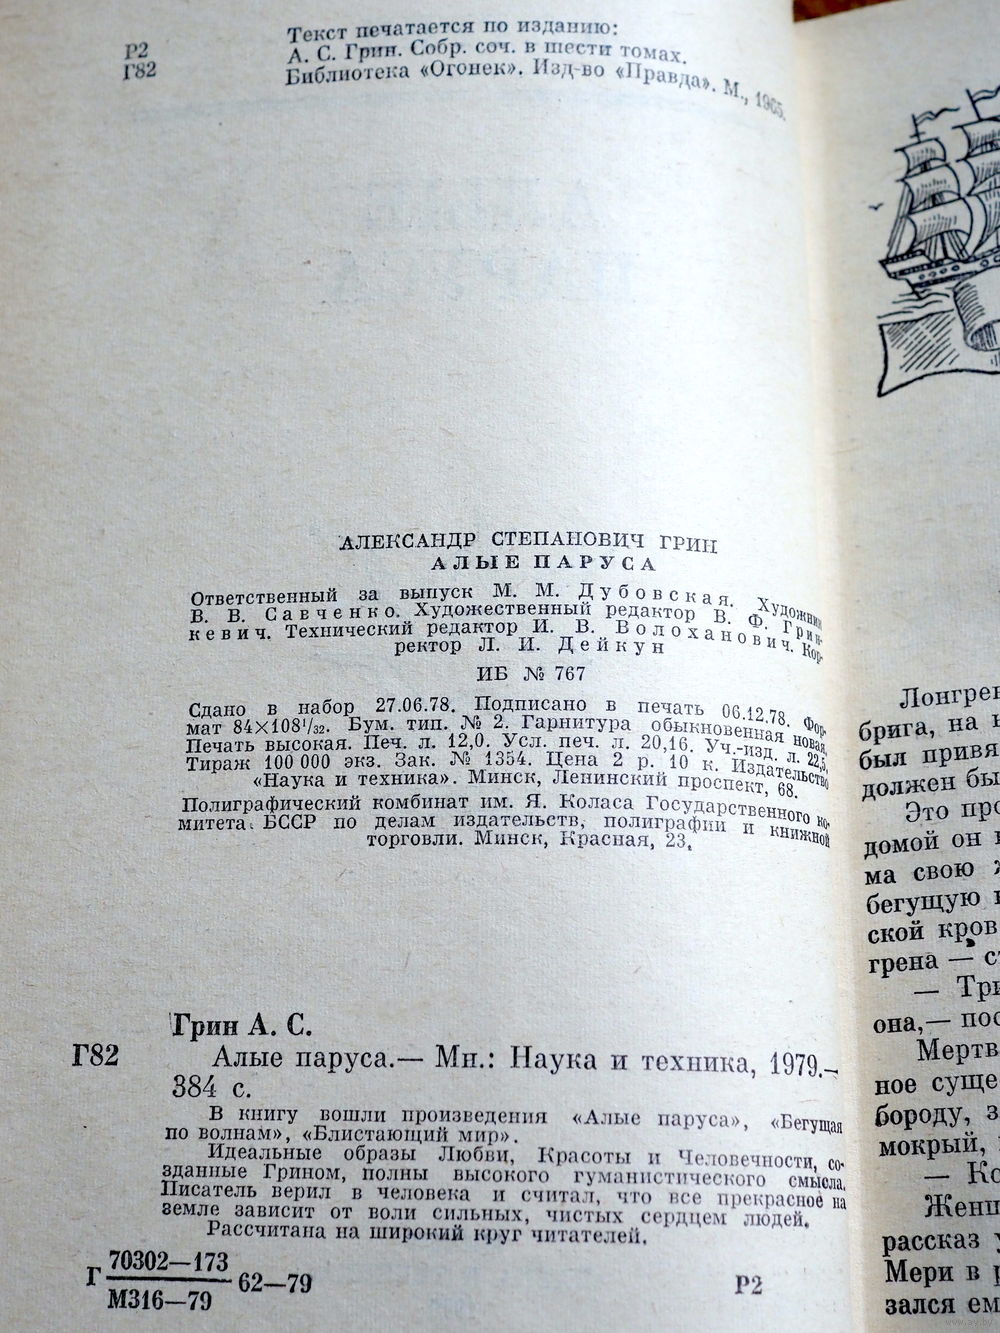 Р2
Г82
Текст печатается по изданию:
А. С. Грин. Собр. соч. в шести томах.
Библиотека «Огонек». Изд-во «Правда». М., 1965.
АЛЕКСАНДР СТЕПАНОВИЧ ГРИН
АЛЫЕ ПАРУСА
Ответственный за выпуск М. М. Дубовская. Художник
В. В. Савченко. Художественный редактор В. Ф. Грин-
кевич. Технический редактор И. В. Волоханович. Кор-
ректор Л. И. Дейкун
ИБ № 767
Сдано в набор 27.06.78. Подписано в печать 06.12.78. Фор-
мат 84×108¹/₃₂. Бум. тип. № 2. Гарнитура обыкновенная новая.
Печать высокая. Печ. л. 12,0. Усл. печ. л. 20,16. Уч.-изд. л. 22,5.
Тираж 100 000 экз. Зак. № 1354. Цена 2 р. 10 к. Издательство
«Наука и техника». Минск, Ленинский проспект, 68.
Полиграфический комбинат им. Я. Коласа Государственного ко-
митета БССР по делам издательств, полиграфии и книжной
торговли. Минск, Красная, 23.
Грин А. С.
Г82 Алые паруса.— Мн.: Наука и техника, 1979.—
384 с.
В книгу вошли произведения «Алые паруса», «Бегущая
по волнам», «Блистающий мир».
Идеальные образы Любви, Красоты и Человечности, со-
зданные Грином, полны высокого гуманистического смысла.
Писатель верил в человека и считал, что все прекрасное на
земле зависит от воли сильных, чистых сердцем людей.
Рассчитана на широкий круг читателей.
Г 70302—173
М316—79 62—79 Р2
Лонгрен
брига, на
был привя
должен бы
Это про
домой он
ма свою
бегущую
ской кров
грена —
— Три
она,— пос
Мертв
ное суще
бороду, з
мокрый,
— Ко
Женщ
рассказ у
Мери в р
зался ем
www.ay.by